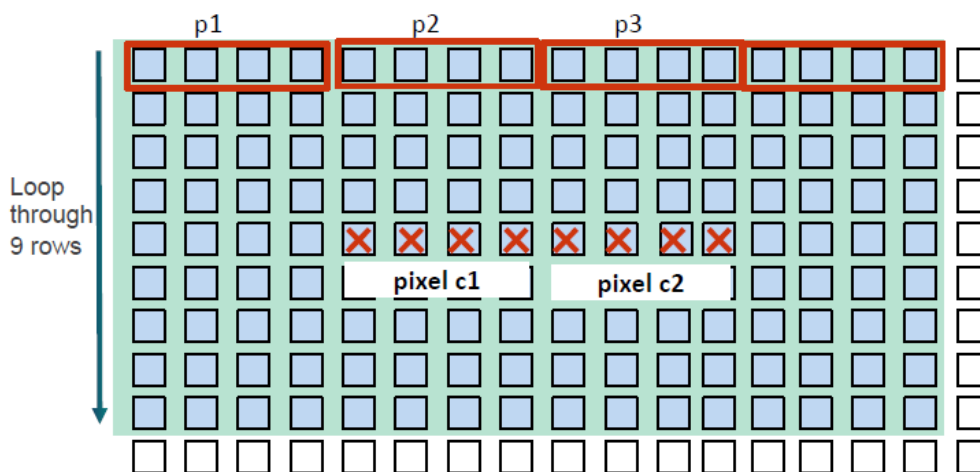 p1
p2
p3
Loop
through
9 rows
pixel c1
pixel c2